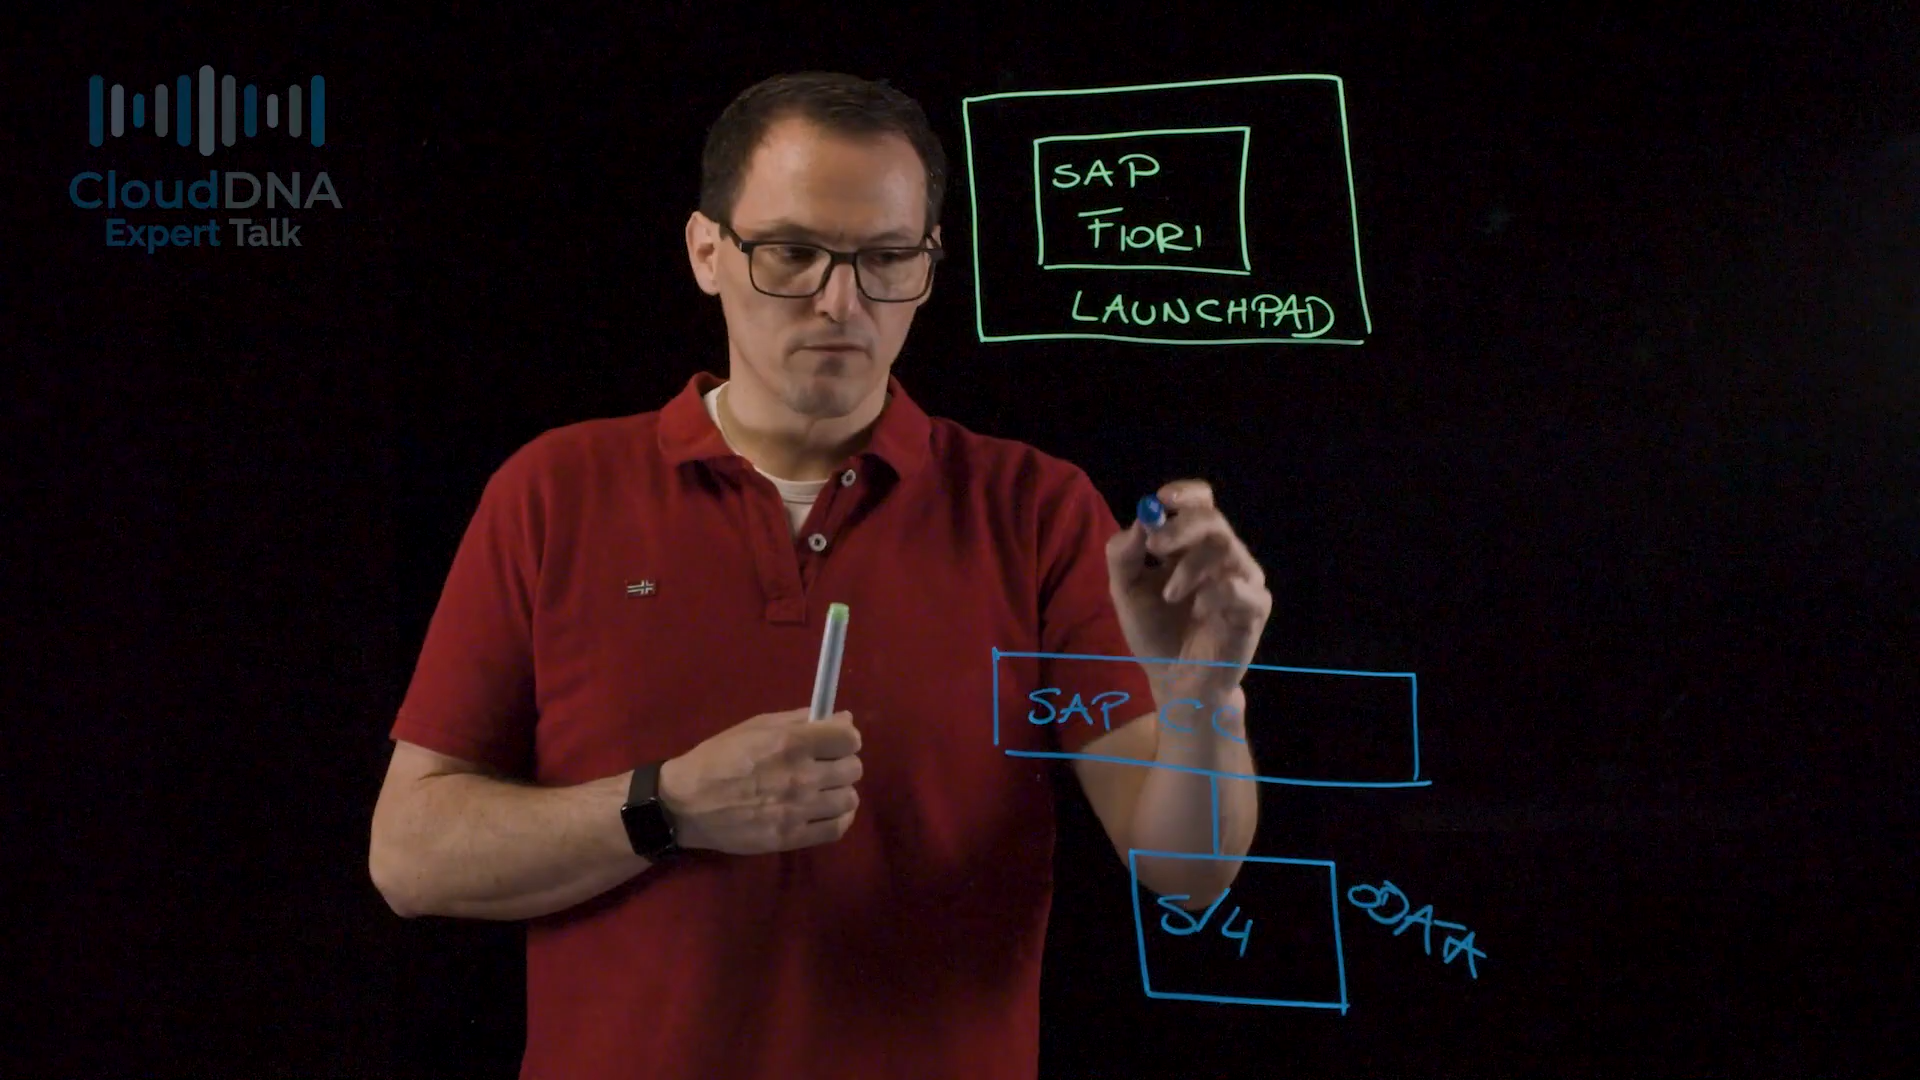 CloudDNA
Expert Talk
SAP
FIORI
LAUNCHPAD
SAP CC
S/4
ODATA